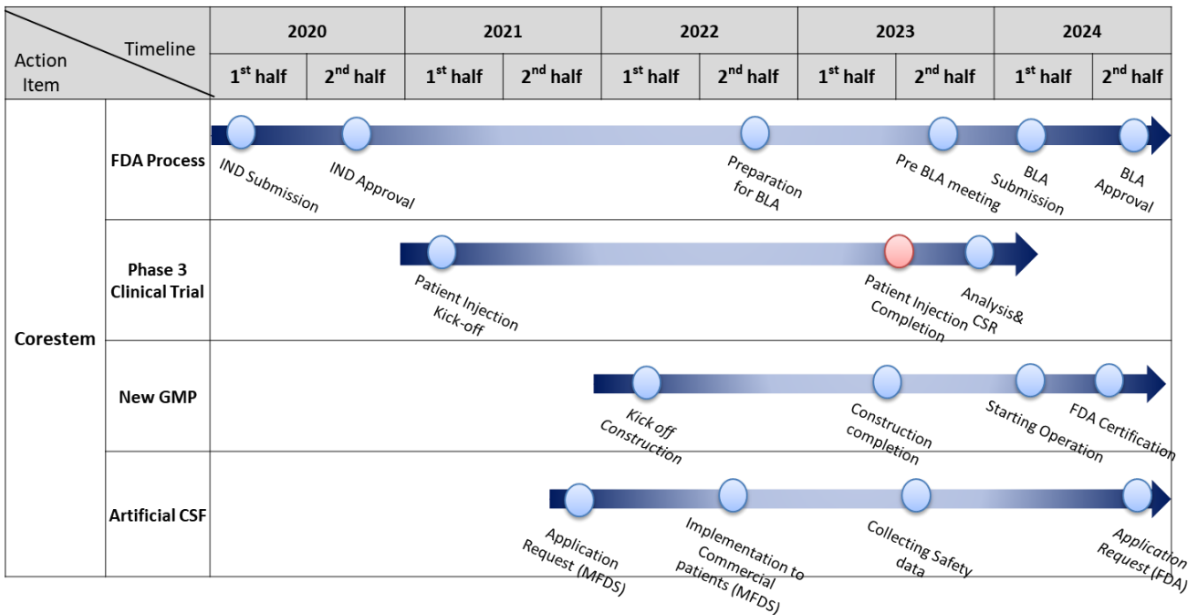 Timeline
Action
Item
2020
2021
2022
2023
2024
1st half
2nd half
1st half
2nd half
1st half
2nd half
1st half
2nd half
1st half
2nd half
Corestem
FDA Process
IND Submission
IND Approval
Preparation
for BLA
Pre BLA meeting
BLA
Submission
BLA
Approval
Phase 3
Clinical Trial
Patient Injection
Kick-off
Patient Injection
Completion
Analysis&
CSR
New GMP
Kick off
Construction
Construction
completion
Starting Operation
FDA Certification
Artificial CSF
Application
Request (MFDS)
Implementation to
Commercial
patients (MFDS)
Collecting Safety
data
Application
Request (FDA)